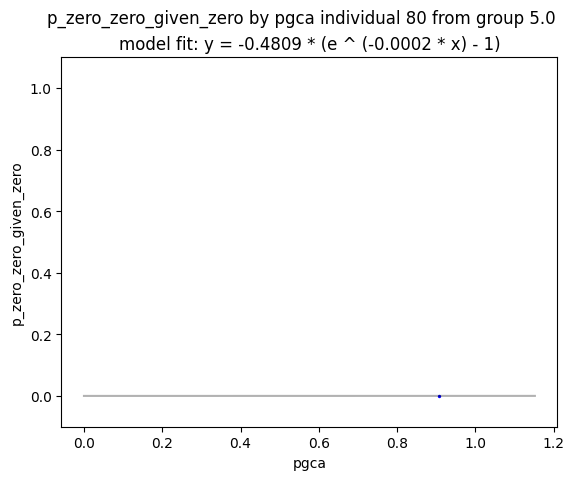 p_zero_zero_given_zero by pgca individual 80 from group 5.0
model fit: y = -0.4809 * (e ^ (-0.0002 * x) - 1)
1.0
0.8
0.6
0.4
0.2
0.0
p_zero_zero_given_zero
0.0 0.2 0.4 0.6 0.8 1.0 1.2
pgca